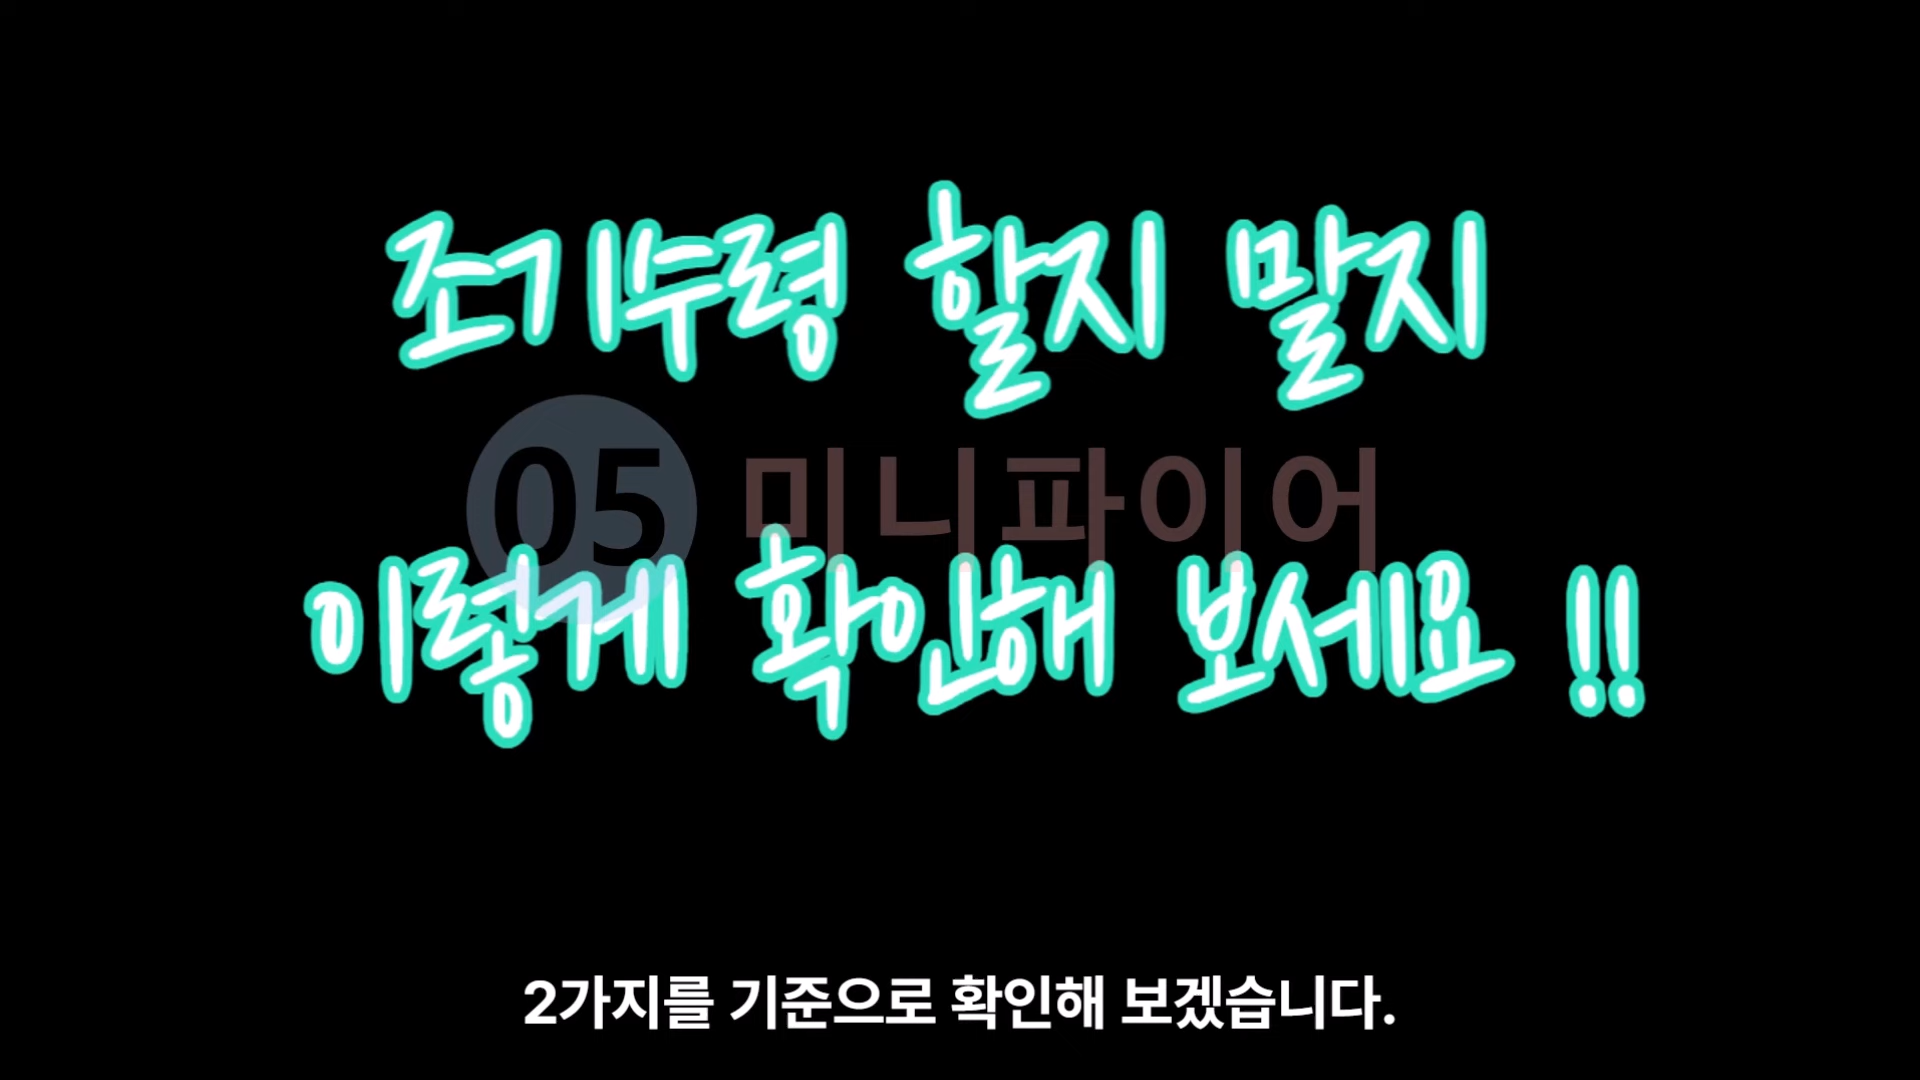 조기수령 할지 말지
05 미니파이어
이렇게 확인해 보세요 !!
2가지를 기준으로 확인해 보겠습니다.